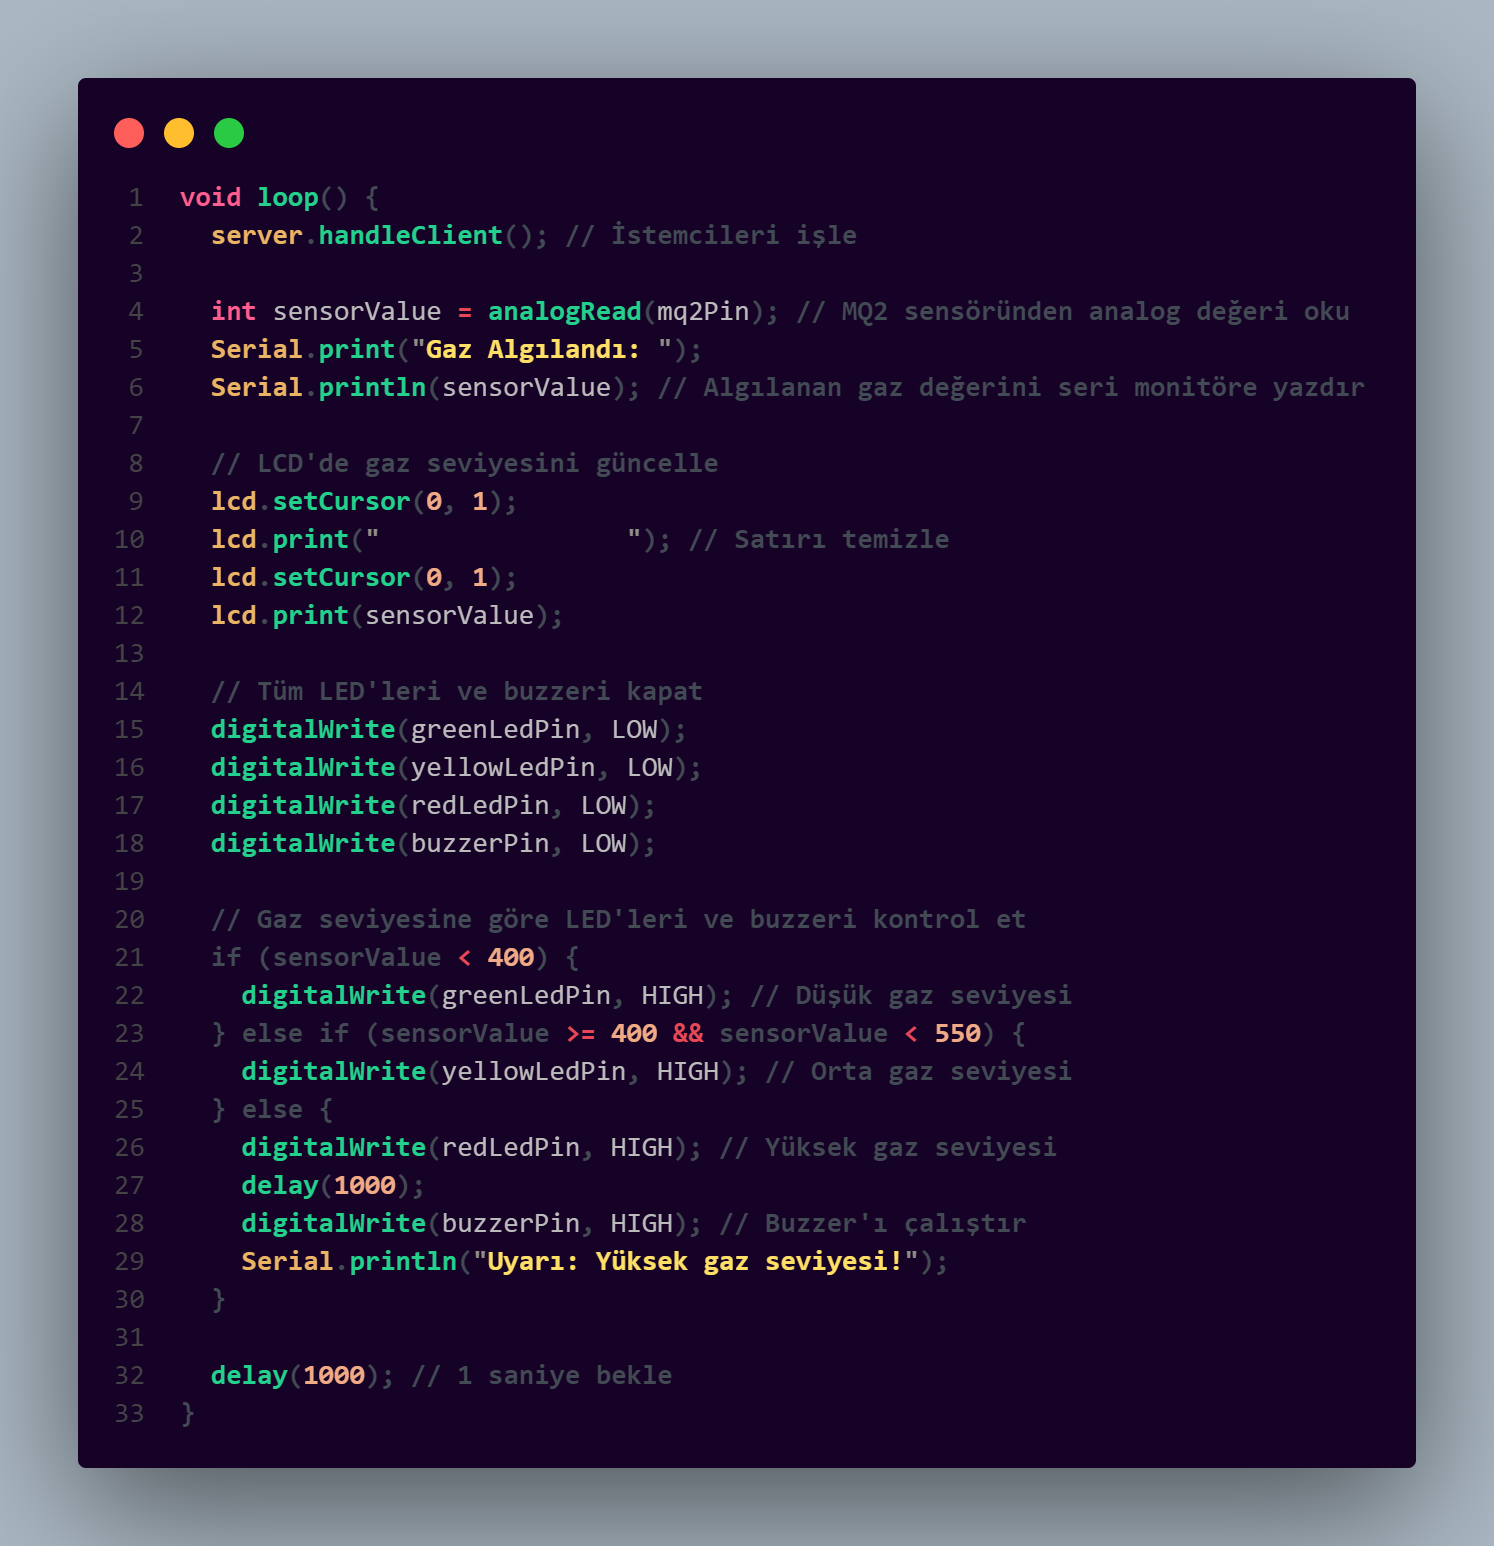 1 void loop() {
2 server.handleClient(); // İstemcileri işle
3
4 int sensorValue = analogRead(mq2Pin); // MQ2 sensöründen analog değeri oku
5 Serial.print("Gaz Algılandı: ");
6 Serial.println(sensorValue); // Algılanan gaz değerini seri monitöre yazdır
7
8 // LCD'de gaz seviyesini güncelle
9 lcd.setCursor(0, 1);
10 lcd.print("                "); // Satırı temizle
11 lcd.setCursor(0, 1);
12 lcd.print(sensorValue);
13
14 // Tüm LED'leri ve buzzeri kapat
15 digitalWrite(greenLedPin, LOW);
16 digitalWrite(yellowLedPin, LOW);
17 digitalWrite(redLedPin, LOW);
18 digitalWrite(buzzerPin, LOW);
19
20 // Gaz seviyesine göre LED'leri ve buzzeri kontrol et
21 if (sensorValue < 400) {
22 digitalWrite(greenLedPin, HIGH); // Düşük gaz seviyesi
23 } else if (sensorValue >= 400 && sensorValue < 550) {
24 digitalWrite(yellowLedPin, HIGH); // Orta gaz seviyesi
25 } else {
26 digitalWrite(redLedPin, HIGH); // Yüksek gaz seviyesi
27 delay(1000);
28 digitalWrite(buzzerPin, HIGH); // Buzzer'ı çalıştır
29 Serial.println("Uyarı: Yüksek gaz seviyesi!");
30 }
31
32 delay(1000); // 1 saniye bekle
33 }